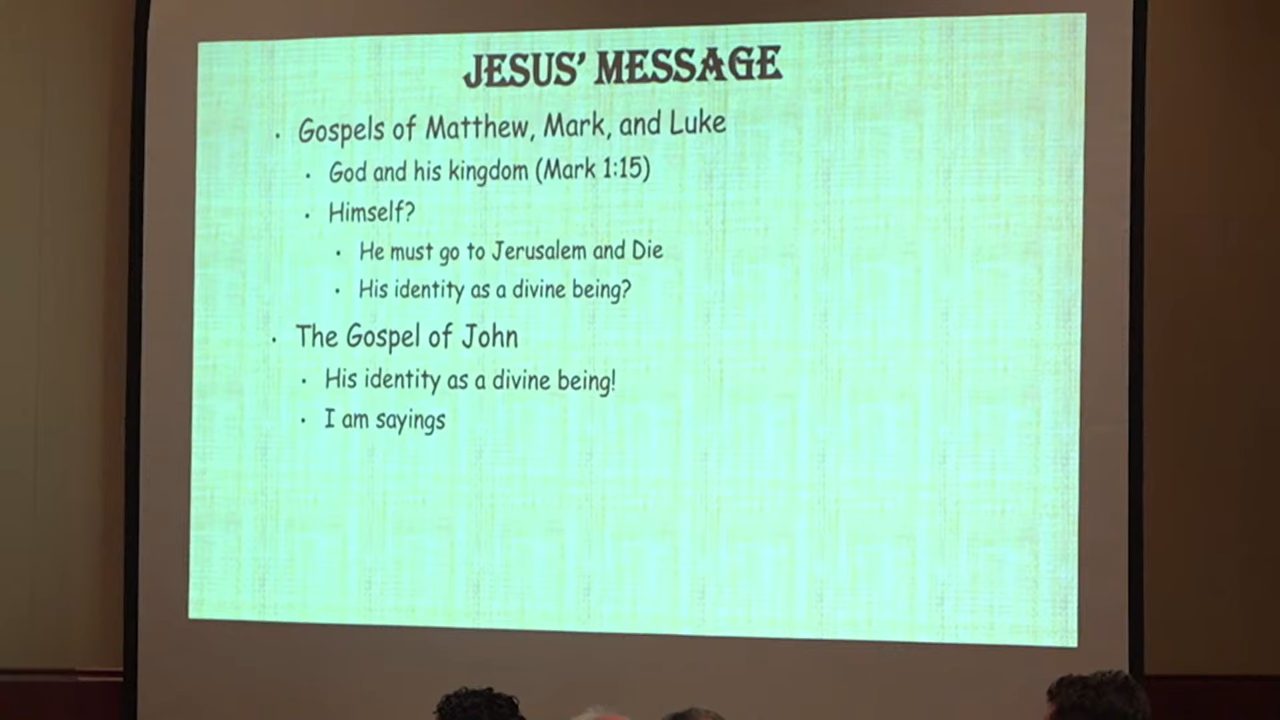 JESUS' MESSAGE
· Gospels of Matthew, Mark, and Luke
· God and his kingdom (Mark 1:15)
· Himself?
· He must go to Jerusalem and Die
· His identity as a divine being?
· The Gospel of John
· His identity as a divine being!
· I am sayings